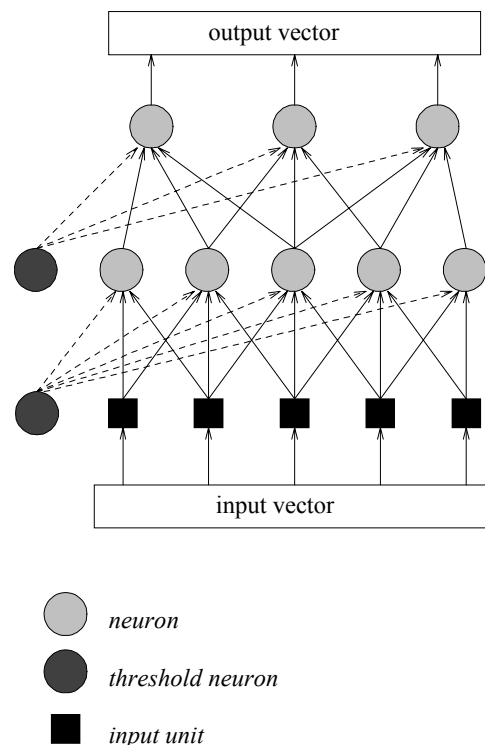 output vector
input vector
neuron
threshold neuron
input unit